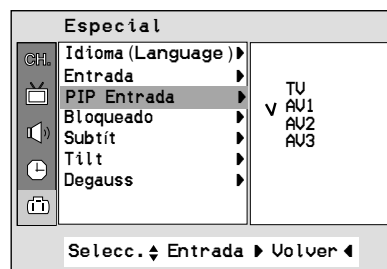 Especial
CH.
Idioma (Language)
Entrada
PIP Entrada
Bloqueado
Subtít
Tilt
Degauss
TV
AV1
AV2
AV3
Selecc. Entrada Volver